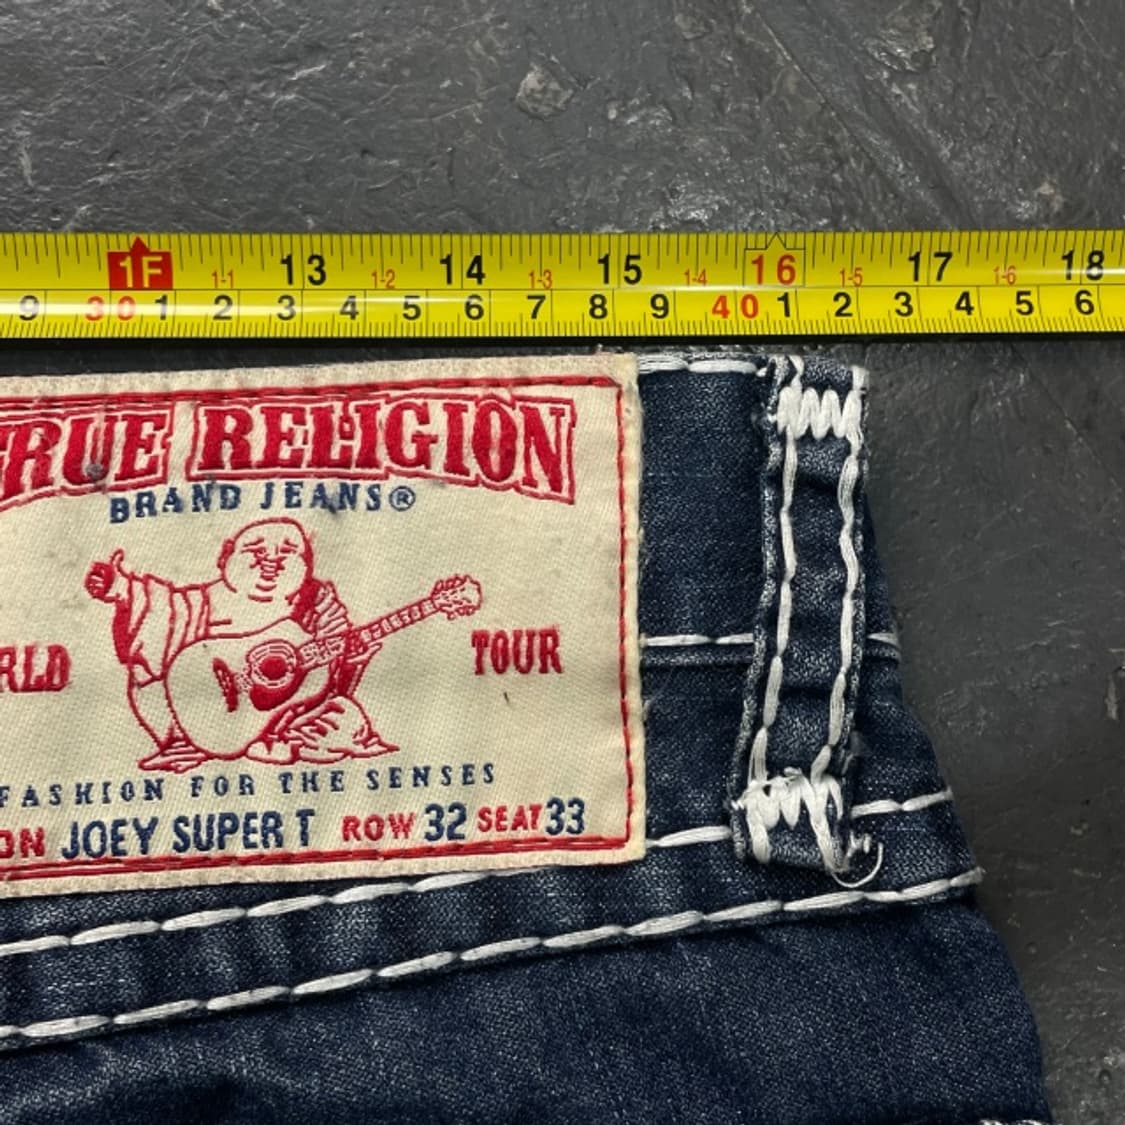 1F 1-1 13 1-2 14 1-3 15 1-4 16 1-5 17 1-6 18
9 30 1 2 3 4 5 6 7 8 9 40 1 2 3 4 5 6
RUE RELIGION
BRAND JEANS®
RLD TOUR
FASHION FOR THE SENSES
ON JOEY SUPER T ROW 32 SEAT 33